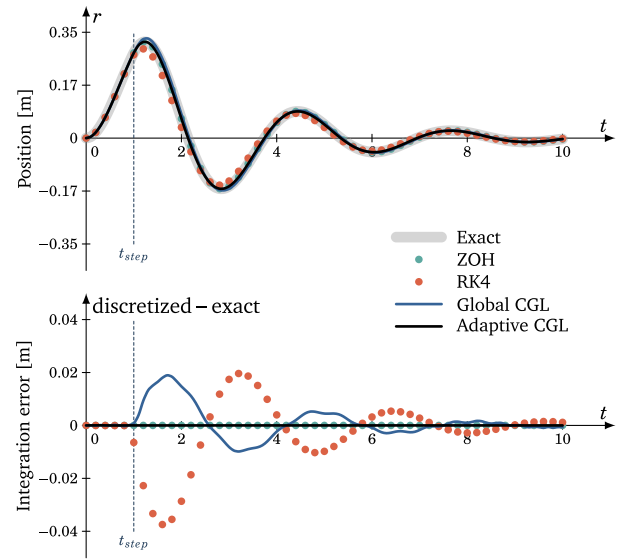 r
0.35
0.17
0
−0.17
−0.35
Position [m]
0 2 4 6 8 10
t
t_step
Exact
ZOH
RK4
Global CGL
Adaptive CGL
discretized − exact
0.04
0.02
0
−0.02
−0.04
Integration error [m]
0 2 4 6 8 10
t
t_step